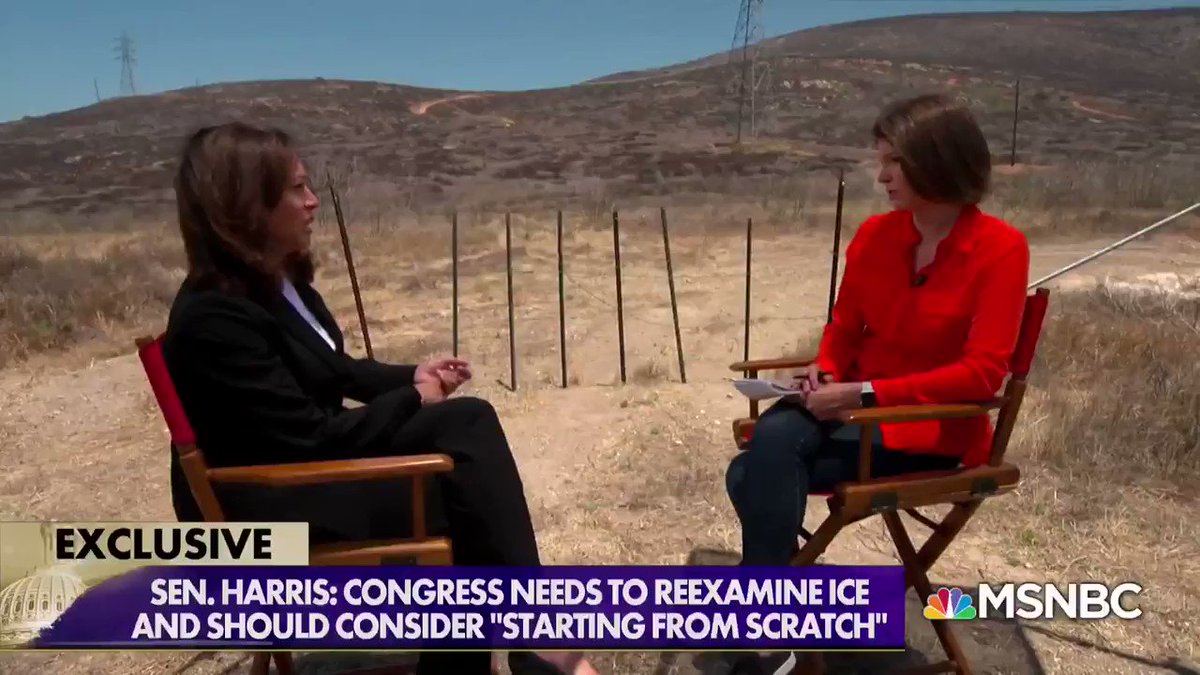 EXCLUSIVE
SEN. HARRIS: CONGRESS NEEDS TO REEXAMINE ICE
AND SHOULD CONSIDER "STARTING FROM SCRATCH"
MSNBC